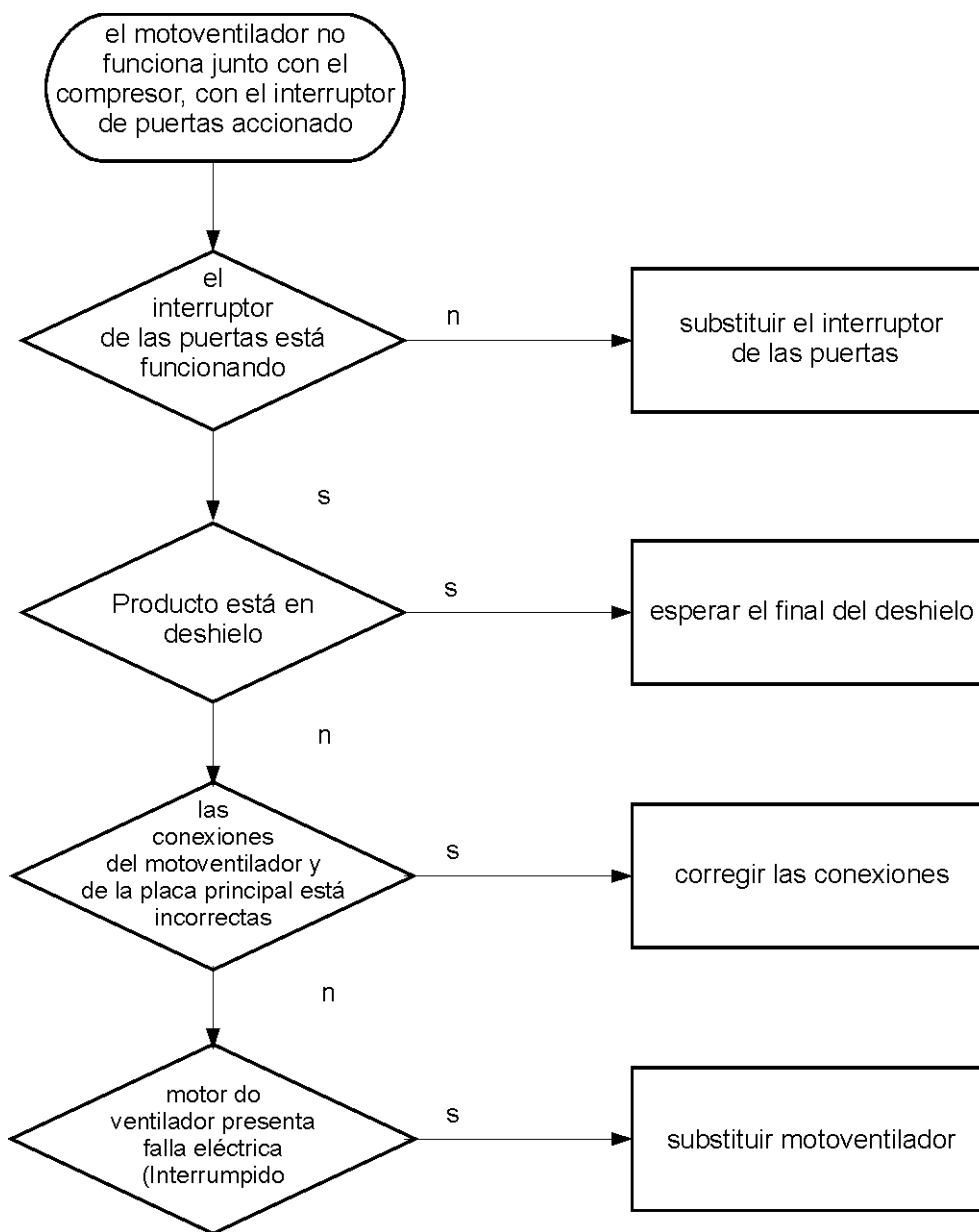 el motoventilador no
funciona junto con el
compresor, con el interruptor
de puertas accionado
el
interruptor
de las puertas está
funcionando
n
substituir el interruptor
de las puertas
s
Producto está en
deshielo
s
esperar el final del deshielo
n
las
conexiones
del motoventilador y
de la placa principal está
incorrectas
s
corregir las conexiones
n
motor do
ventilador presenta
falla eléctrica
(Interrumpido
s
substituir motoventilador